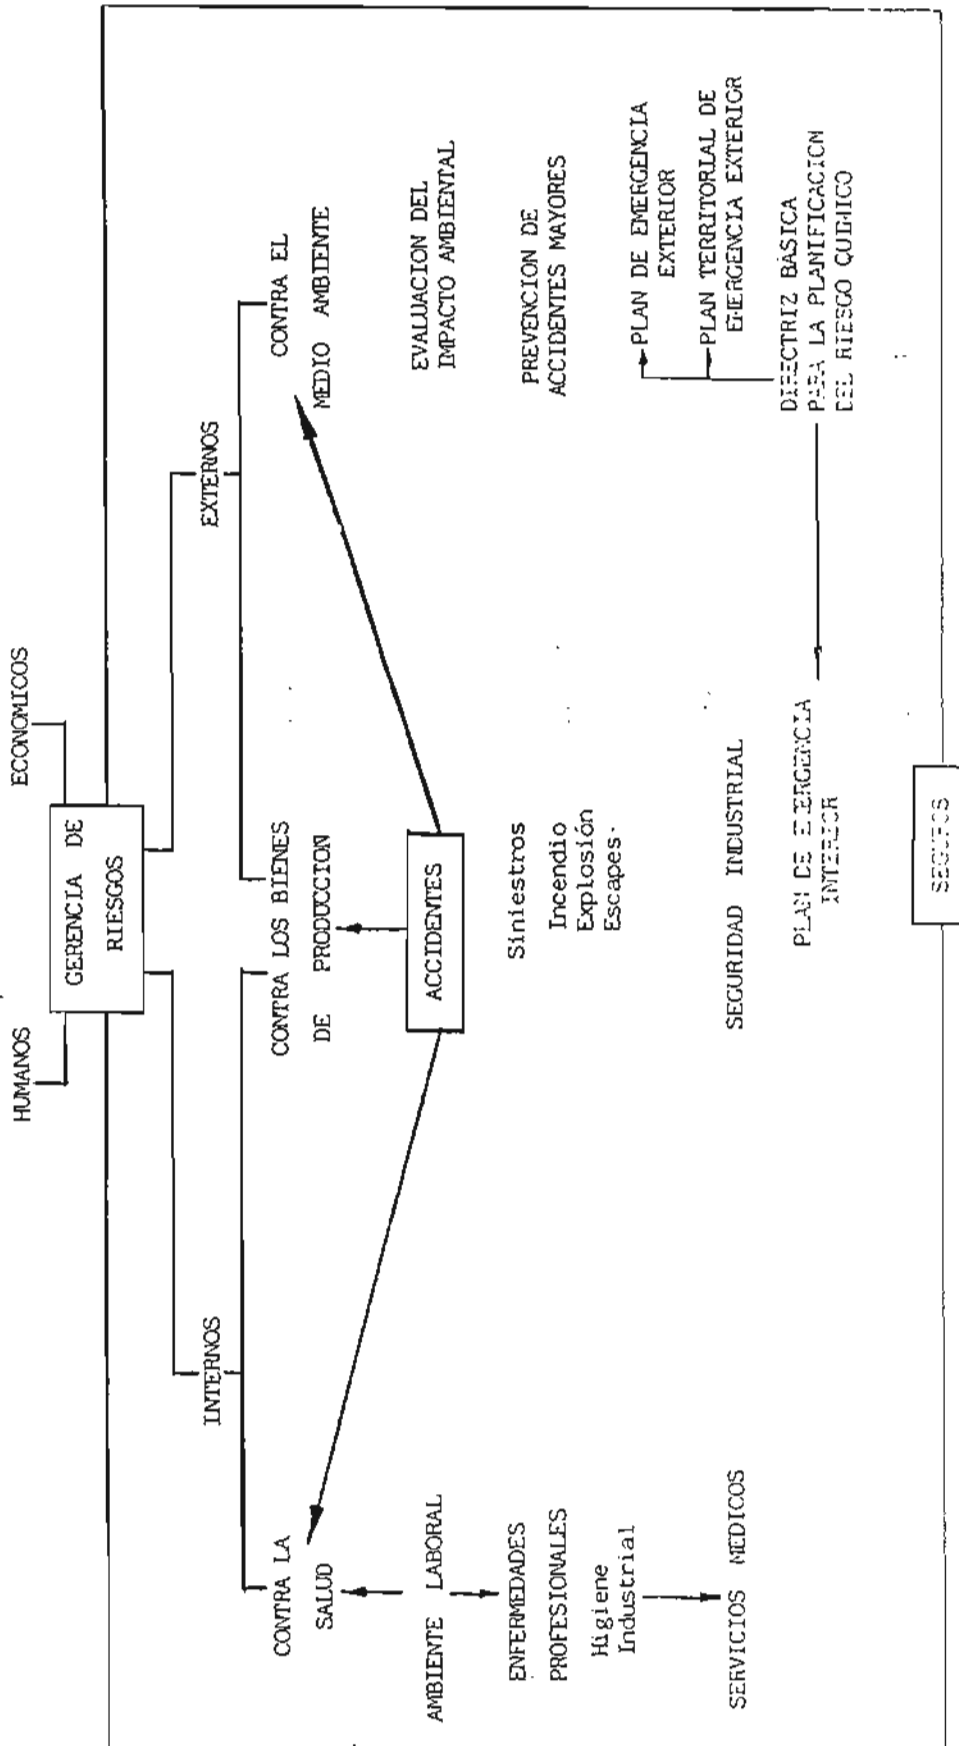 HUMANOS
ECONOMICOS
GERENCIA DE
RIESGOS
INTERNOS
EXTERNOS
CONTRA LA
SALUD
CONTRA LOS BIENES
DE PRODUCCION
CONTRA EL
MEDIO AMBIENTE
AMBIENTE LABORAL
ACCIDENTES
EVALUACION DEL
IMPACTO AMBIENTAL
ENFERMEDADES
PROFESIONALES
Siniestros
PREVENCION DE
ACCIDENTES MAYORES
Higiene
Industrial
Incendio
Explosión
Escapes.
PLAN DE EMERGENCIA
EXTERIOR
PLAN TERRITORIAL DE
EMERGENCIA EXTERIOR
SERVICIOS MEDICOS
SEGURIDAD INDUSTRIAL
PLAN DE EMERGENCIA
INTERIOR
DIRECTRIZ BASICA
PARA LA PLANIFICACION
DEL RIESGO QUIMICO
SEGUROS